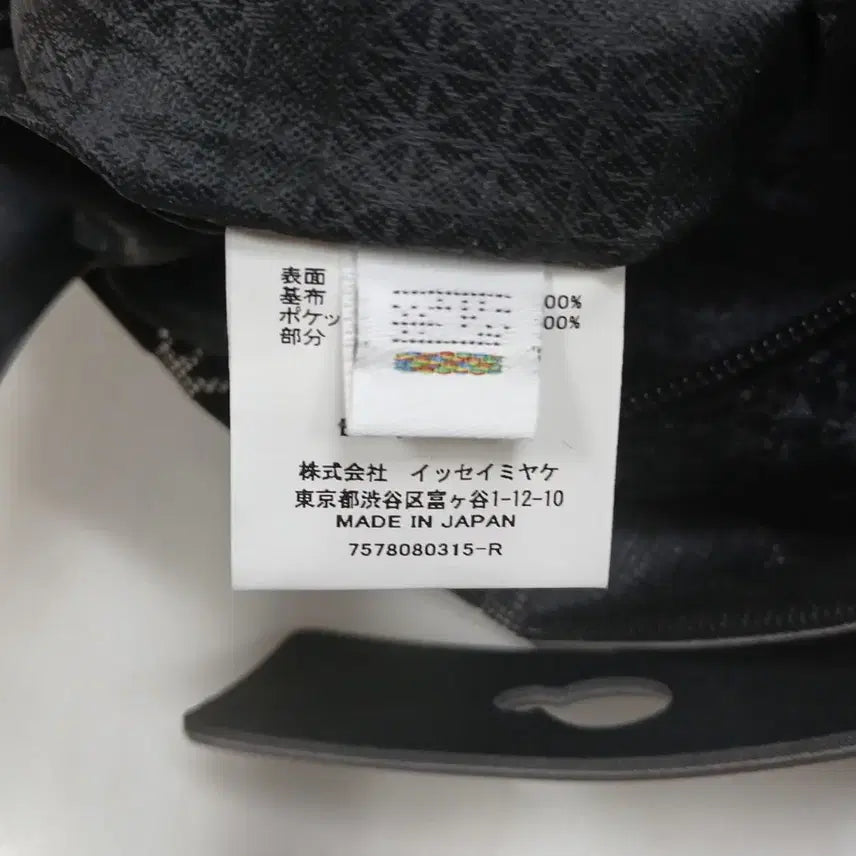 表面
基布 00%
ポケッ 00%
部分
株式会社 イッセイミヤケ
東京都渋谷区富ヶ谷1-12-10
MADE IN JAPAN
7578080315-R